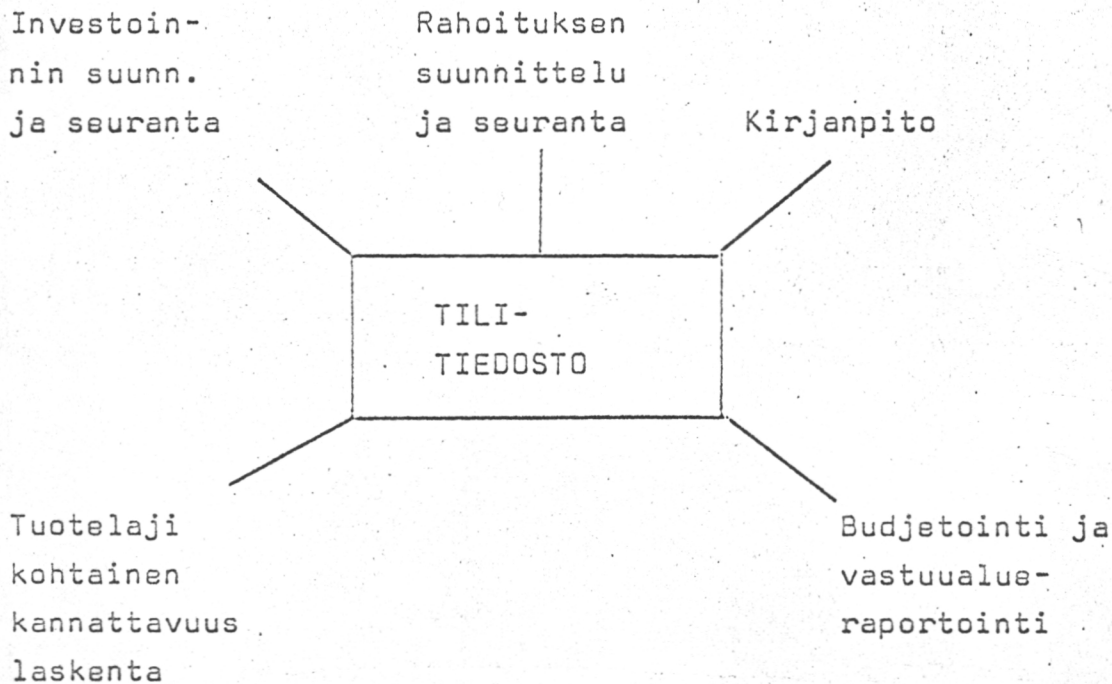 Investoin-
nin suunn.
ja seuranta
Rahoituksen
suunnittelu
ja seuranta
Kirjanpito
TILI-
TIEDOSTO
Tuotelaji
kohtainen
kannattavuus
laskenta
Budjetointi ja
vastuualue-
raportointi